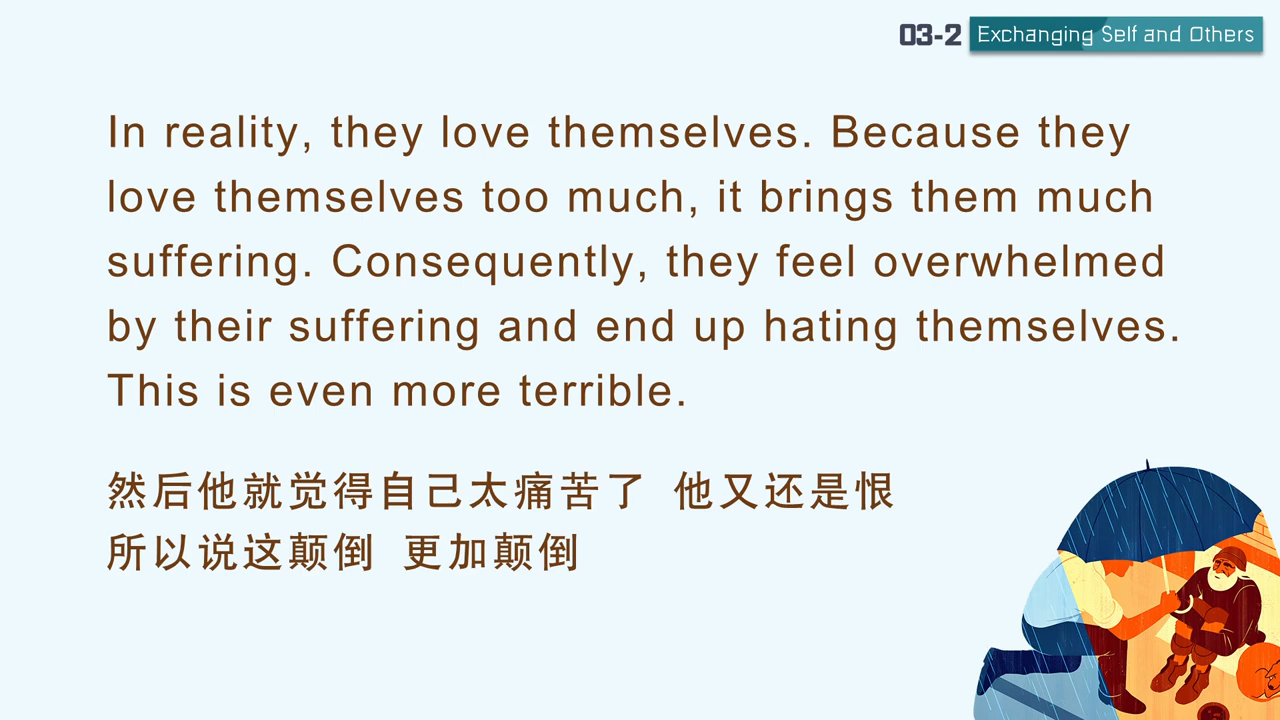 03-2 Exchanging Self and Others
In reality, they love themselves. Because they
love themselves too much, it brings them much
suffering. Consequently, they feel overwhelmed
by their suffering and end up hating themselves.
This is even more terrible.
然后他就觉得自己太痛苦了 他又还是恨
所以说这颠倒 更加颠倒